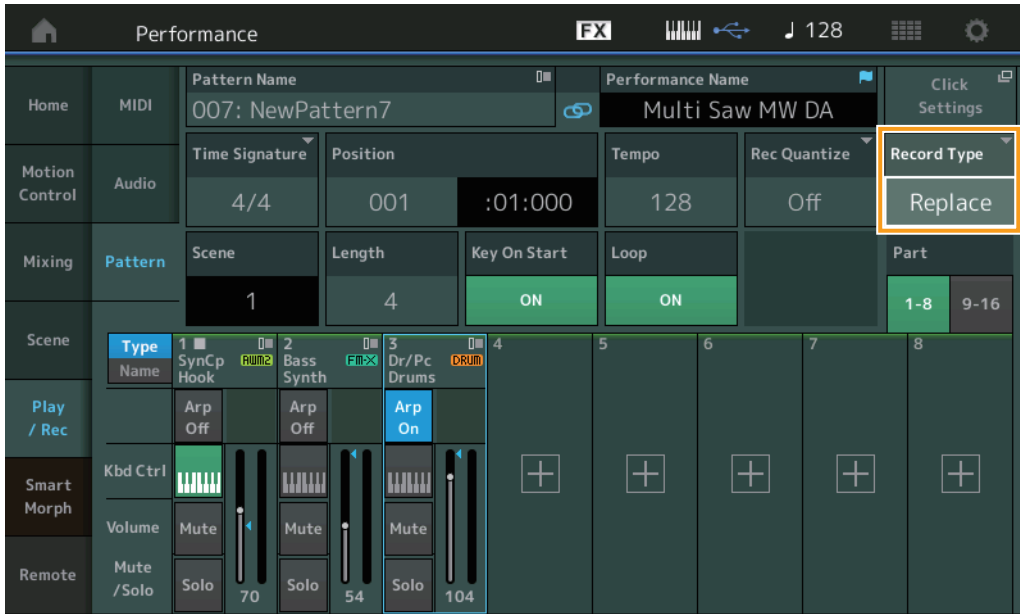 Performance
FX
♩ 128
Home
Motion
Control
Mixing
Scene
Play
/ Rec
Smart
Morph
Remote
MIDI
Audio
Pattern
Pattern Name
007: NewPattern7
Performance Name
Multi Saw MW DA
Click
Settings
Time Signature
4/4
Position
001
:01:000
Tempo
128
Rec Quantize
Off
Record Type
Replace
Scene
1
Length
4
Key On Start
ON
Loop
ON
Part
1-8
9-16
Type
Name
Kbd Ctrl
Volume
Mute
/Solo
1
SynCp
Hook
AWM2
Arp
Off
Mute
Solo
70
2
Bass
Synth
FM-X
Arp
Off
Mute
Solo
54
3
Dr/Pc
Drums
DRUM
Arp
On
Mute
Solo
104
4
5
6
7
8